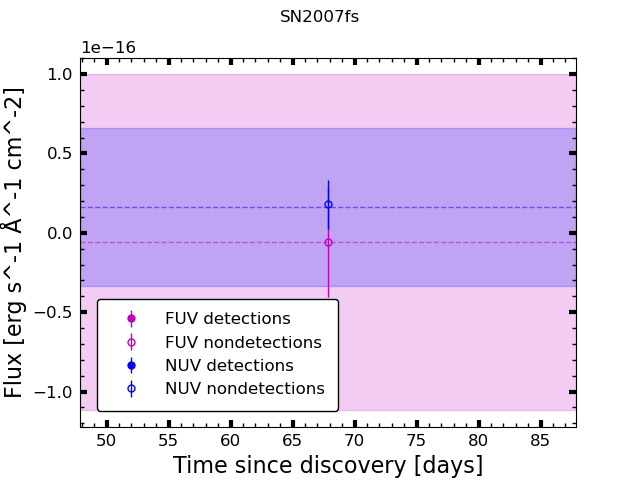 SN2007fs
1e−16
1.0
0.5
0.0
−0.5
−1.0
Flux [erg s^-1 Å^-1 cm^-2]
FUV detections
FUV nondetections
NUV detections
NUV nondetections
50 55 60 65 70 75 80 85
Time since discovery [days]